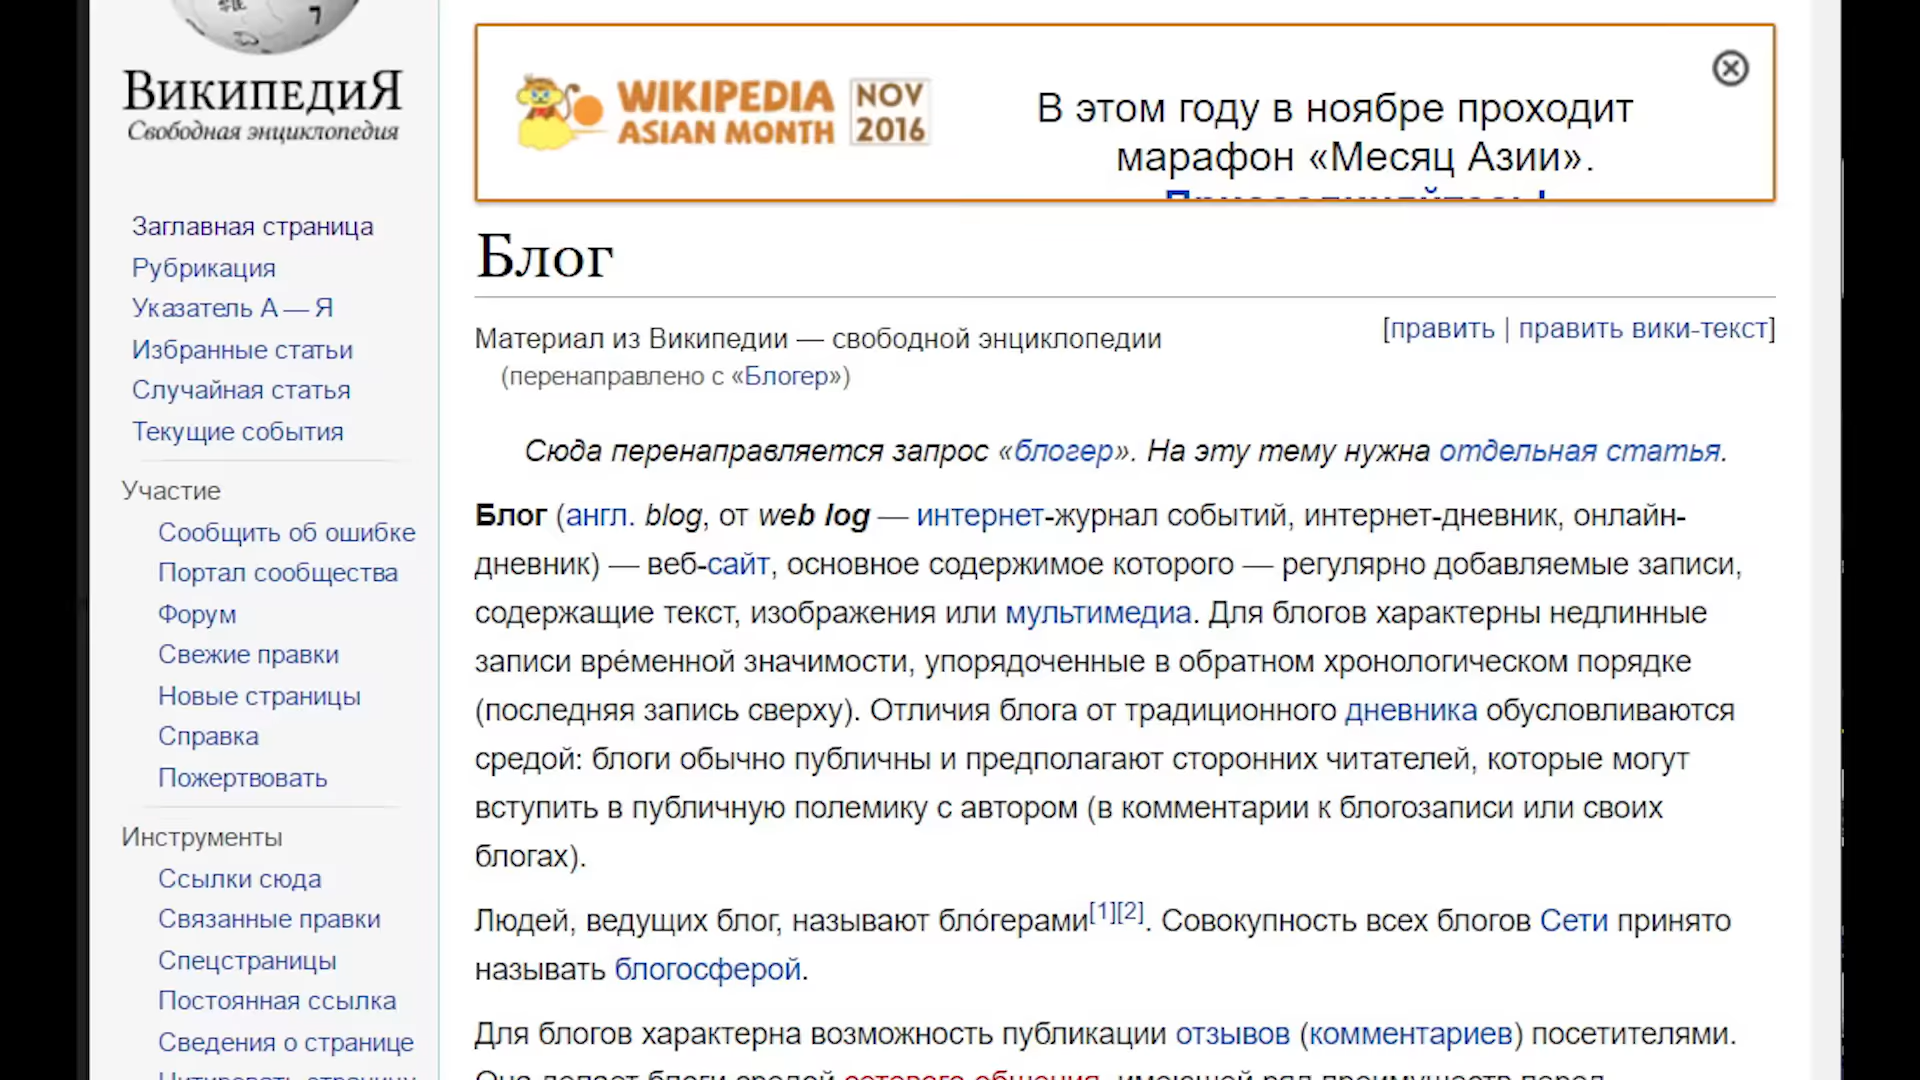 ВикипедиЯ
Свободная энциклопедия
Заглавная страница
Рубрикация
Указатель А — Я
Избранные статьи
Случайная статья
Текущие события
Участие
Сообщить об ошибке
Портал сообщества
Форум
Свежие правки
Новые страницы
Справка
Пожертвовать
Инструменты
Ссылки сюда
Связанные правки
Спецстраницы
Постоянная ссылка
Сведения о странице
WIKIPEDIA
ASIAN MONTH
NOV
2016
В этом году в ноябре проходит
марафон «Месяц Азии».
Блог
[править | править вики-текст]
Материал из Википедии — свободной энциклопедии
(перенаправлено с «Блогер»)
Сюда перенаправляется запрос «блогер». На эту тему нужна отдельная статья.
Блог (англ. blog, от web log — интернет-журнал событий, интернет-дневник, онлайн-
дневник) — веб-сайт, основное содержимое которого — регулярно добавляемые записи,
содержащие текст, изображения или мультимедиа. Для блогов характерны недлинные
записи вре́менной значимости, упорядоченные в обратном хронологическом порядке
(последняя запись сверху). Отличия блога от традиционного дневника обусловливаются
средой: блоги обычно публичны и предполагают сторонних читателей, которые могут
вступить в публичную полемику с автором (в комментарии к блогозаписи или своих
блогах).
Людей, ведущих блог, называют бло́герами[1][2]. Совокупность всех блогов Сети принято
называть блогосферой.
Для блогов характерна возможность публикации отзывов (комментариев) посетителями.